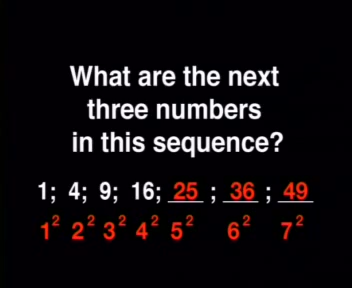 What are the next
three numbers
in this sequence?
1; 4; 9; 16; 25 ; 36 ; 49
1² 2² 3² 4² 5² 6² 7²